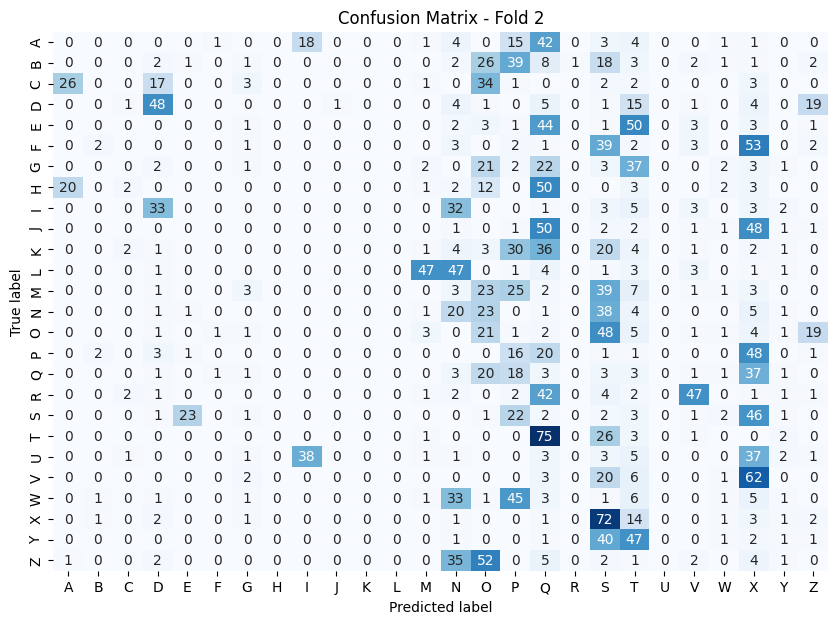 Confusion Matrix - Fold 2
True label
A 0 0 0 0 0 1 0 0 18 0 0 0 1 4 0 15 42 0 3 4 0 0 1 1 0 0
B 0 0 0 2 1 0 1 0 0 0 0 0 0 2 26 39 8 1 18 3 0 2 1 1 0 2
C 26 0 0 17 0 0 3 0 0 0 0 0 1 0 34 1 0 0 2 2 0 0 0 3 0 0
D 0 0 1 48 0 0 0 0 0 1 0 0 0 4 1 0 5 0 1 15 0 1 0 4 0 19
E 0 0 0 0 0 0 1 0 0 0 0 0 0 2 3 1 44 0 1 50 0 3 0 3 0 1
F 0 2 0 0 0 0 1 0 0 0 0 0 0 3 0 2 1 0 39 2 0 3 0 53 0 2
G 0 0 0 2 0 0 1 0 0 0 0 0 2 0 21 2 22 0 3 37 0 0 2 3 1 0
H 20 0 2 0 0 0 0 0 0 0 0 0 1 2 12 0 50 0 0 3 0 0 2 3 0 0
I 0 0 0 33 0 0 0 0 0 0 0 0 0 32 0 0 1 0 3 5 0 3 0 3 2 0
J 0 0 0 0 0 0 0 0 0 0 0 0 0 1 0 1 50 0 2 2 0 1 1 48 1 1
K 0 0 2 1 0 0 0 0 0 0 0 0 1 4 3 30 36 0 20 4 0 1 0 2 1 0
L 0 0 0 1 0 0 0 0 0 0 0 0 47 47 0 1 4 0 1 3 0 3 0 1 1 0
M 0 0 0 1 0 0 3 0 0 0 0 0 0 3 23 25 2 0 39 7 0 1 1 3 0 0
N 0 0 0 1 1 0 0 0 0 0 0 0 1 20 23 0 1 0 38 4 0 0 0 5 1 0
O 0 0 0 1 0 1 1 0 0 0 0 0 3 0 21 1 2 0 48 5 0 1 1 4 1 19
P 0 2 0 3 1 0 0 0 0 0 0 0 0 0 0 16 20 0 1 1 0 0 0 48 0 1
Q 0 0 0 1 0 1 1 0 0 0 0 0 0 3 20 18 3 0 3 3 0 1 1 37 1 0
R 0 0 2 1 0 0 0 0 0 0 0 0 1 2 0 2 42 0 4 2 0 47 0 1 1 1
S 0 0 0 1 23 0 1 0 0 0 0 0 0 0 1 22 2 0 2 3 0 1 2 46 1 0
T 0 0 0 0 0 0 1 0 0 0 0 0 1 0 0 0 75 0 26 3 0 1 0 0 2 0
U 0 0 1 0 0 0 1 0 38 0 0 0 1 1 0 0 3 0 3 5 0 0 0 37 2 1
V 0 0 0 0 0 0 2 0 0 0 0 0 0 0 0 0 3 0 20 6 0 0 1 62 0 0
W 0 1 0 1 0 0 1 0 0 0 0 0 1 33 1 45 3 0 1 6 0 0 1 5 1 0
X 0 1 0 2 0 0 1 0 0 0 0 0 0 1 0 0 1 0 72 14 0 0 1 3 1 2
Y 0 0 0 0 0 0 0 0 0 0 0 0 0 1 0 0 1 0 40 47 0 0 1 2 1 1
Z 1 0 0 2 0 0 0 0 0 0 0 0 0 35 52 0 5 0 2 1 0 2 0 4 1 0
A B C D E F G H I J K L M N O P Q R S T U V W X Y Z
Predicted label